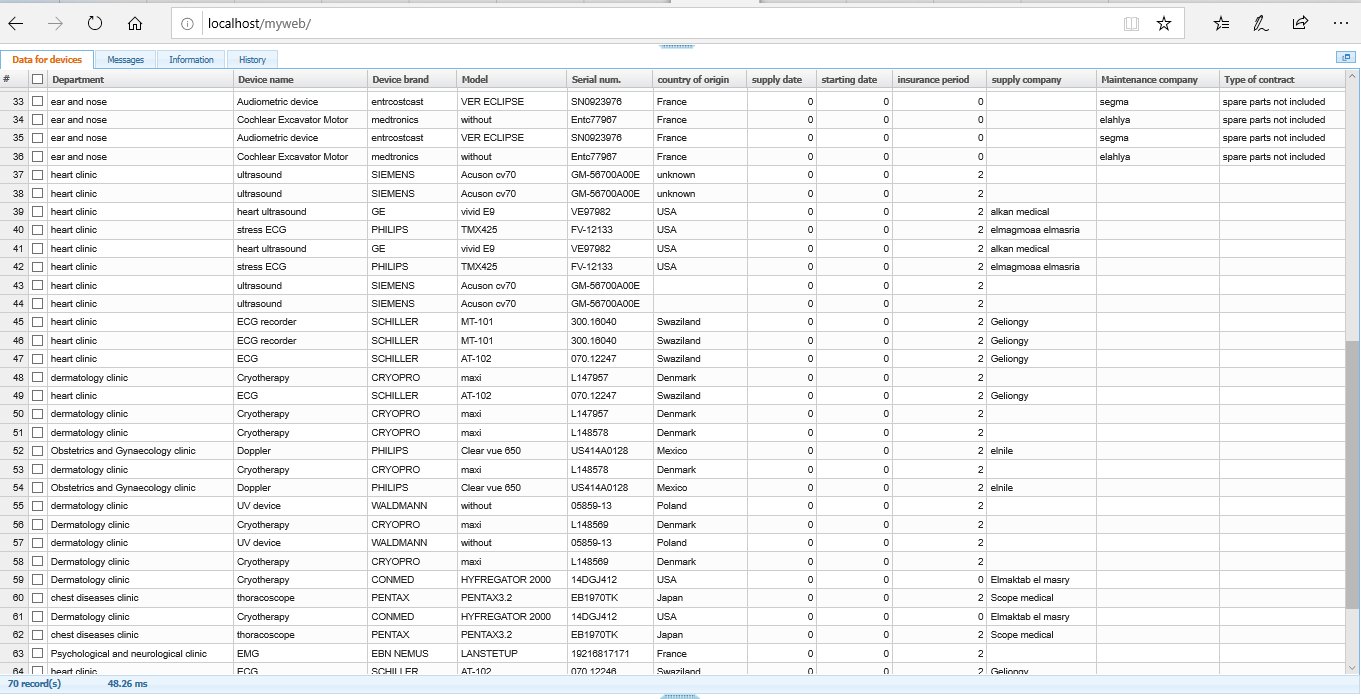 localhost/myweb/
Data for devices Messages Information History
# Department Device name Device brand Model Serial num. country of origin supply date starting date insurance period supply company Maintenance company Type of contract
33 ear and nose Audiometric device entrcostcast VER ECLIPSE SN0923976 France 0 0 0 segma spare parts not included
34 ear and nose Cochlear Excavator Motor medtronics without Entc77967 France 0 0 0 elahlya spare parts not included
35 ear and nose Audiometric device entrcostcast VER ECLIPSE SN0923976 France 0 0 0 segma spare parts not included
36 ear and nose Cochlear Excavator Motor medtronics without Entc77967 France 0 0 0 elahlya spare parts not included
37 heart clinic ultrasound SIEMENS Acuson cv70 GM-56700A00E unknown 0 0 2
38 heart clinic ultrasound SIEMENS Acuson cv70 GM-56700A00E unknown 0 0 2
39 heart clinic heart ultrasound GE vivid E9 VE97982 USA 0 0 2 alkan medical
40 heart clinic stress ECG PHILIPS TMX425 FV-12133 USA 0 0 2 elmagmoaa elmasria
41 heart clinic heart ultrasound GE vivid E9 VE97982 USA 0 0 2 alkan medical
42 heart clinic stress ECG PHILIPS TMX425 FV-12133 USA 0 0 2 elmagmoaa elmasria
43 heart clinic ultrasound SIEMENS Acuson cv70 GM-56700A00E 0 0 2
44 heart clinic ultrasound SIEMENS Acuson cv70 GM-56700A00E 0 0 2
45 heart clinic ECG recorder SCHILLER MT-101 300.16040 Swaziland 0 0 2 Geliongy
46 heart clinic ECG recorder SCHILLER MT-101 300.16040 Swaziland 0 0 2 Geliongy
47 heart clinic ECG SCHILLER AT-102 070.12247 Swaziland 0 0 2 Geliongy
48 dermatology clinic Cryotherapy CRYOPRO maxi L147957 Denmark 0 0 2
49 heart clinic ECG SCHILLER AT-102 070.12247 Swaziland 0 0 2 Geliongy
50 dermatology clinic Cryotherapy CRYOPRO maxi L147957 Denmark 0 0 2
51 dermatology clinic Cryotherapy CRYOPRO maxi L148578 Denmark 0 0 2
52 Obstetrics and Gynaecology clinic Doppler PHILIPS Clear vue 650 US414A0128 Mexico 0 0 2 elnile
53 dermatology clinic Cryotherapy CRYOPRO maxi L148578 Denmark 0 0 2
54 Obstetrics and Gynaecology clinic Doppler PHILIPS Clear vue 650 US414A0128 Mexico 0 0 2 elnile
55 dermatology clinic UV device WALDMANN without 05859-13 Poland 0 0 2
56 Dermatology clinic Cryotherapy CRYOPRO maxi L148569 Denmark 0 0 2
57 dermatology clinic UV device WALDMANN without 05859-13 Poland 0 0 2
58 Dermatology clinic Cryotherapy CRYOPRO maxi L148569 Denmark 0 0 2
59 Dermatology clinic Cryotherapy CONMED HYFREGATOR 2000 14DGJ412 USA 0 0 0 Elmaktab el masry
60 chest diseases clinic thoracoscope PENTAX PENTAX3.2 EB1970TK Japan 0 0 2 Scope medical
61 Dermatology clinic Cryotherapy CONMED HYFREGATOR 2000 14DGJ412 USA 0 0 0 Elmaktab el masry
62 chest diseases clinic thoracoscope PENTAX PENTAX3.2 EB1970TK Japan 0 0 2 Scope medical
63 Psychological and neurological clinic EMG EBN NEMUS LANSTETUP 19216817171 France 0 0 2
64 heart clinic ECG SCHILLER AT-102 070.12246 Swaziland 0 0 2 Geliongy
70 record(s) 48.26 ms